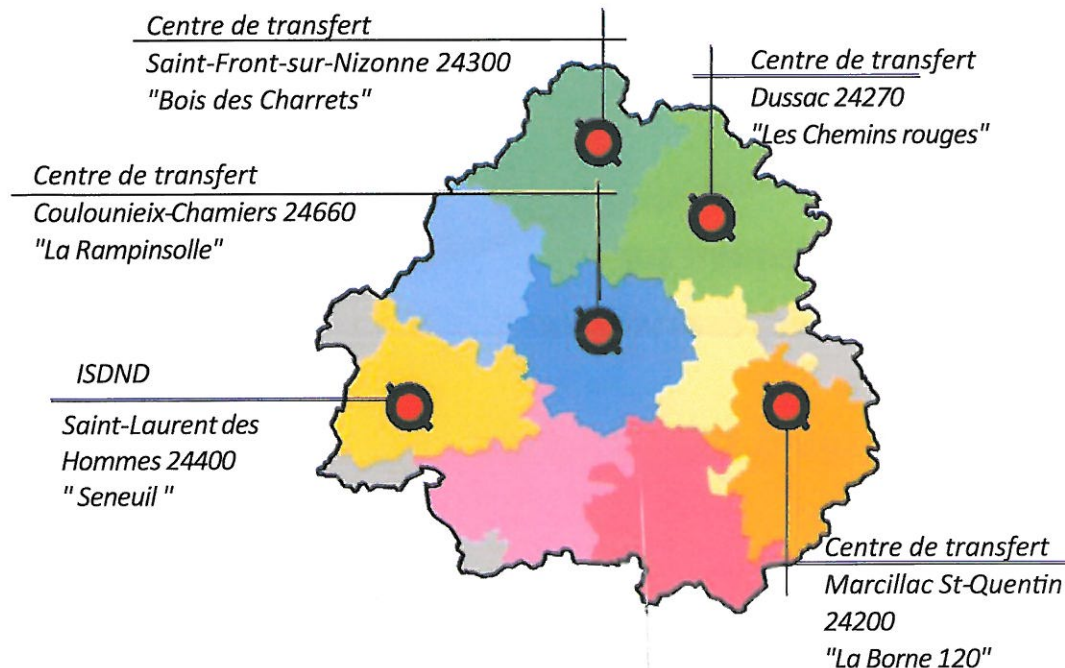 Centre de transfert
Saint-Front-sur-Nizonne 24300
"Bois des Charrets"
Centre de transfert
Dussac 24270
"Les Chemins rouges"
Centre de transfert
Coulounieix-Chamiers 24660
"La Rampinsolle"
ISDND
Saint-Laurent des
Hommes 24400
" Seneuil "
Centre de transfert
Marcillac St-Quentin
24200
"La Borne 120"